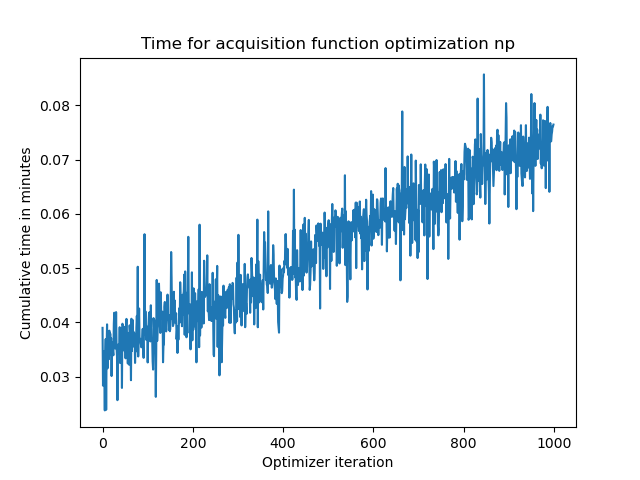 Time for acquisition function optimization np
Cumulative time in minutes
0.08
0.07
0.06
0.05
0.04
0.03
0 200 400 600 800 1000
Optimizer iteration